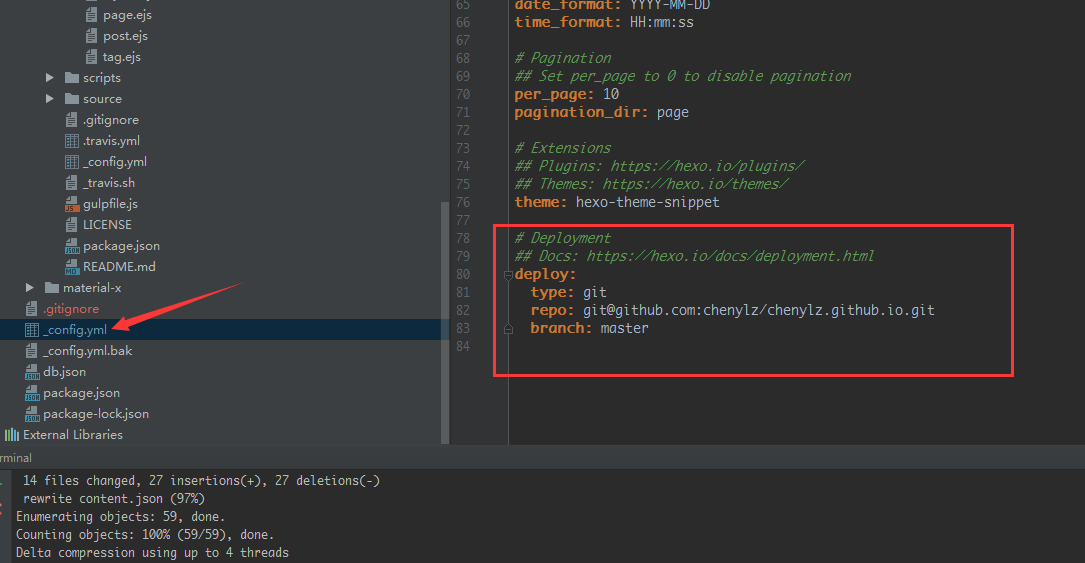 page.ejs
post.ejs
tag.ejs
scripts
source
.gitignore
.travis.yml
_config.yml
_travis.sh
gulpfile.js
LICENSE
package.json
README.md
material-x
.gitignore
_config.yml
_config.yml.bak
db.json
package.json
package-lock.json
External Libraries
65 date_format: YYYY-MM-DD
66 time_format: HH:mm:ss
67
68 # Pagination
69 ## Set per_page to 0 to disable pagination
70 per_page: 10
71 pagination_dir: page
72
73 # Extensions
74 ## Plugins: https://hexo.io/plugins/
75 ## Themes: https://hexo.io/themes/
76 theme: hexo-theme-snippet
77
78 # Deployment
79 ## Docs: https://hexo.io/docs/deployment.html
80 deploy:
81 type: git
82 repo: git@github.com:chenylz/chenylz.github.io.git
83 branch: master
84
rminal
14 files changed, 27 insertions(+), 27 deletions(-)
rewrite content.json (97%)
Enumerating objects: 59, done.
Counting objects: 100% (59/59), done.
Delta compression using up to 4 threads